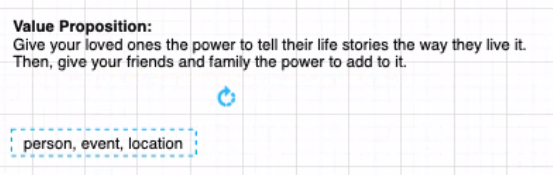 Value Proposition:
Give your loved ones the power to tell their life stories the way they live it.
Then, give your friends and family the power to add to it.
person, event, location